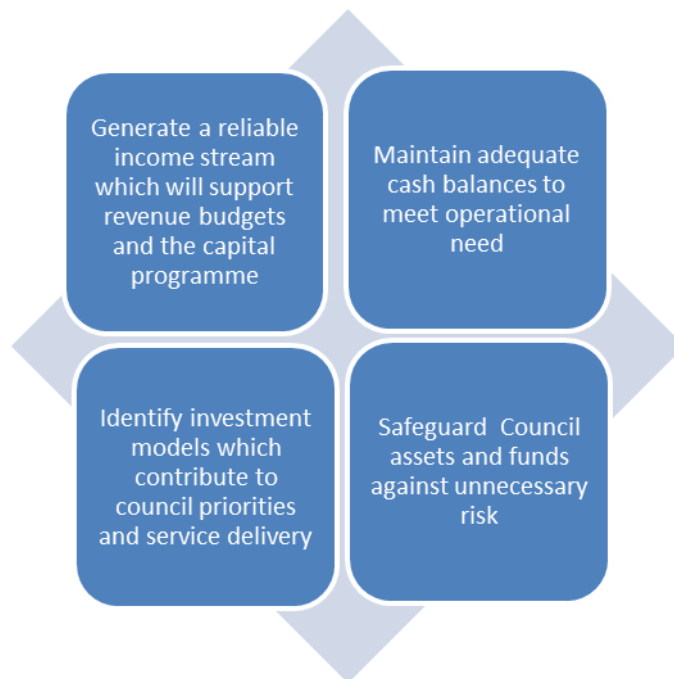 Generate a reliable
income stream
which will support
revenue budgets
and the capital
programme
Maintain adequate
cash balances to
meet operational
need
Identify investment
models which
contribute to
council priorities
and service delivery
Safeguard  Council
assets and funds
against unnecessary
risk